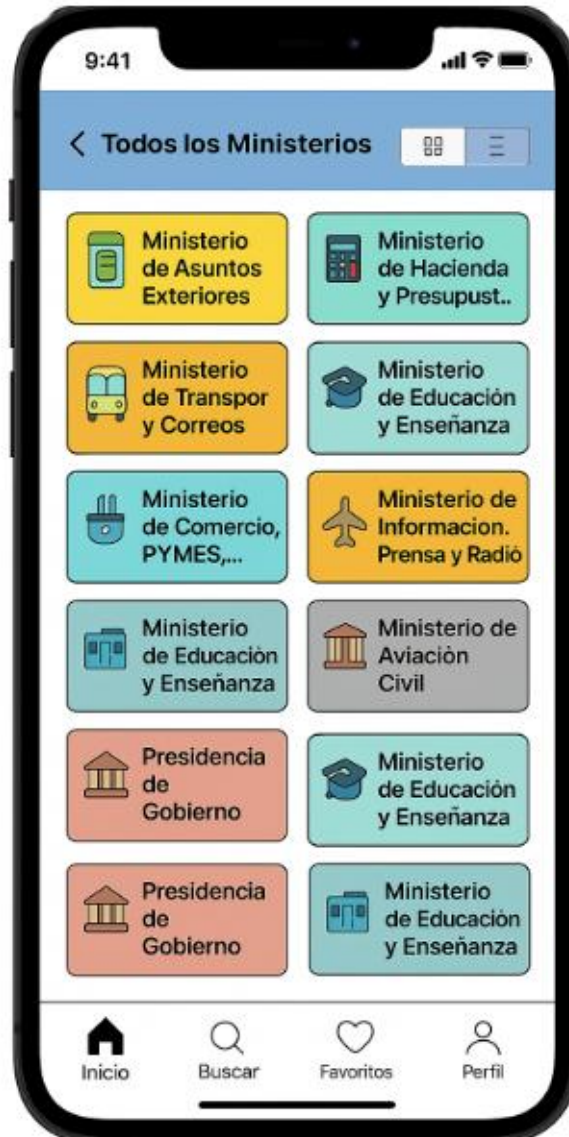 9:41
Todos los Ministerios
Ministerio
de Asuntos
Exteriores
Ministerio
de Hacienda
y Presupust..
Ministerio
de Transpor
y Correos
Ministerio
de Educación
y Enseñanza
Ministerio
de Comercio,
PYMES,...
Ministerio de
Informacion.
Prensa y Radió
Ministerio
de Educación
y Enseñanza
Ministerio de
Aviaciòn
Civil
Presidencia
de
Gobierno
Ministerio
de Educación
y Enseñanza
Presidencia
de
Gobierno
Ministerio
de Educación
y Enseñanza
Inicio
Buscar
Favoritos
Perfil